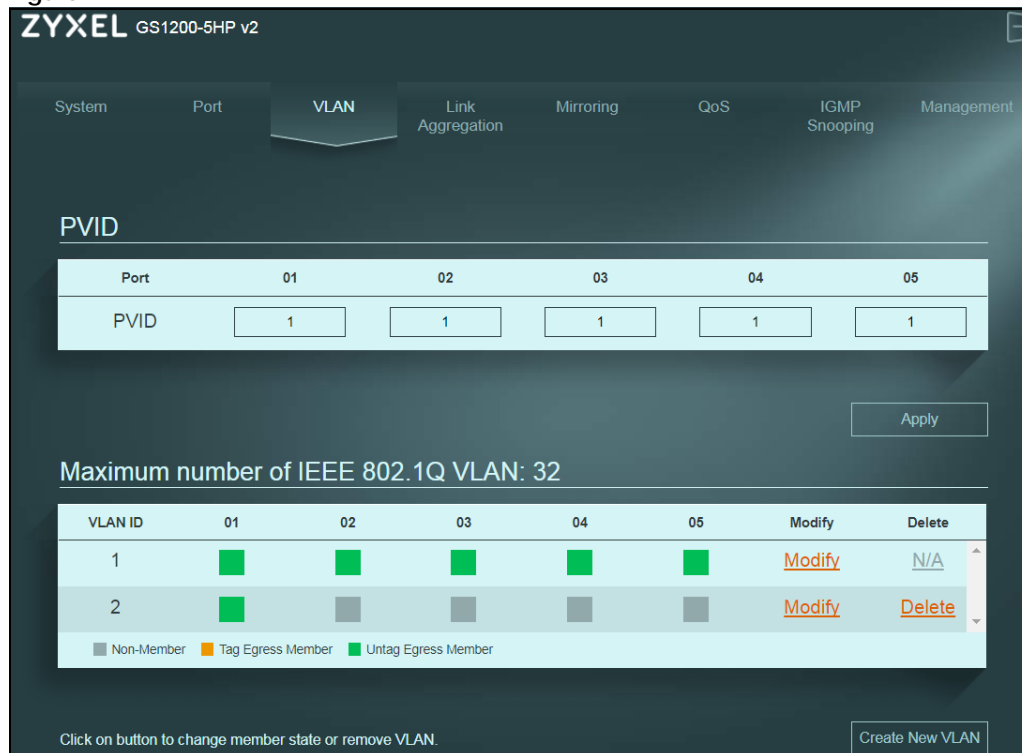 ZYXEL GS1200-5HP v2
System Port VLAN Link Aggregation Mirroring QoS IGMP Snooping Management
PVID
Port 01 02 03 04 05
PVID 1 1 1 1 1
Apply
Maximum number of IEEE 802.1Q VLAN: 32
VLAN ID 01 02 03 04 05 Modify Delete
1 Modify N/A
2 Modify Delete
Non-Member Tag Egress Member Untag Egress Member
Click on button to change member state or remove VLAN.
Create New VLAN